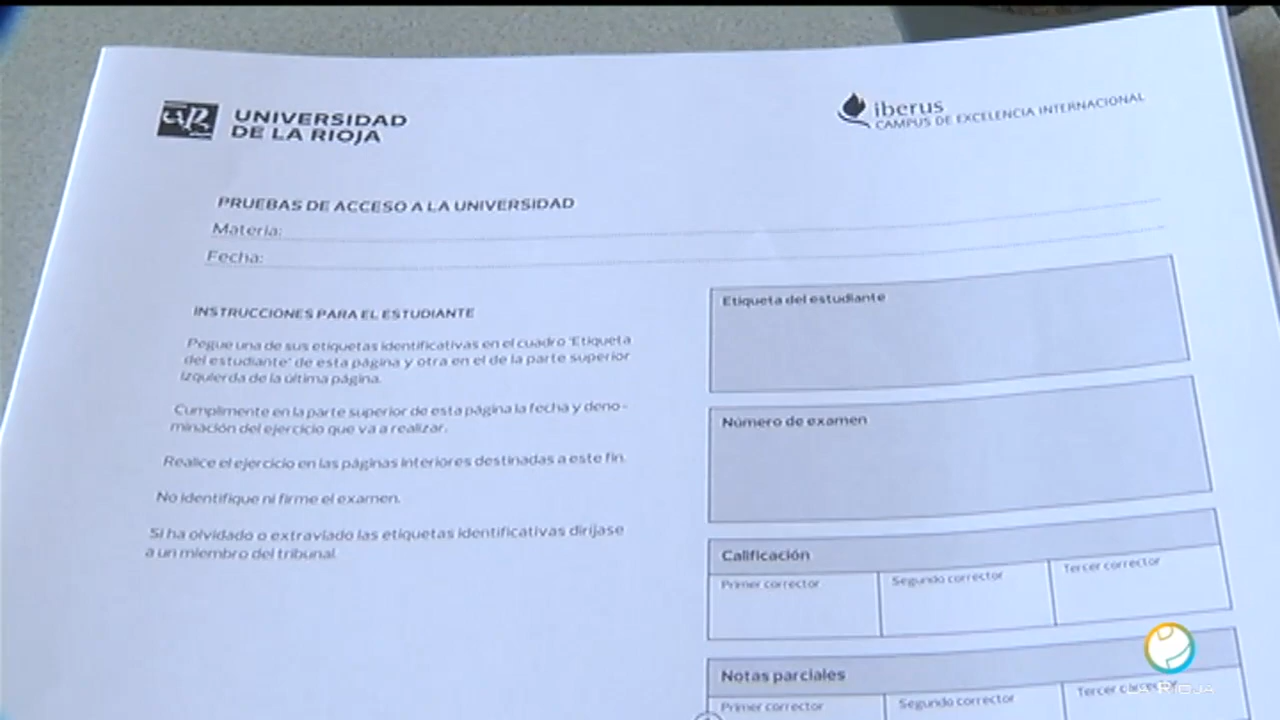 UNIVERSIDAD
DE LA RIOJA
iberus
CAMPUS DE EXCELENCIA INTERNACIONAL
PRUEBAS DE ACCESO A LA UNIVERSIDAD
Materia:
Fecha:
INSTRUCCIONES PARA EL ESTUDIANTE
Pegue una de sus etiquetas identificativas en el cuadro 'Etiqueta
del estudiante' de esta página y otra en el de la parte superior
izquierda de la última página.
Cumplimente en la parte superior de esta página la fecha y deno-
minación del ejercicio que va a realizar.
Realice el ejercicio en las páginas interiores destinadas a este fin.
No identifique ni firme el examen.
Si ha olvidado o extraviado las etiquetas identificativas diríjase
a un miembro del tribunal.
Etiqueta del estudiante
Número de examen
Calificación
Primer corrector
Segundo corrector
Tercer corrector
Notas parciales
Primer corrector
Segundo corrector
Tercer corrector
LA RIOJA